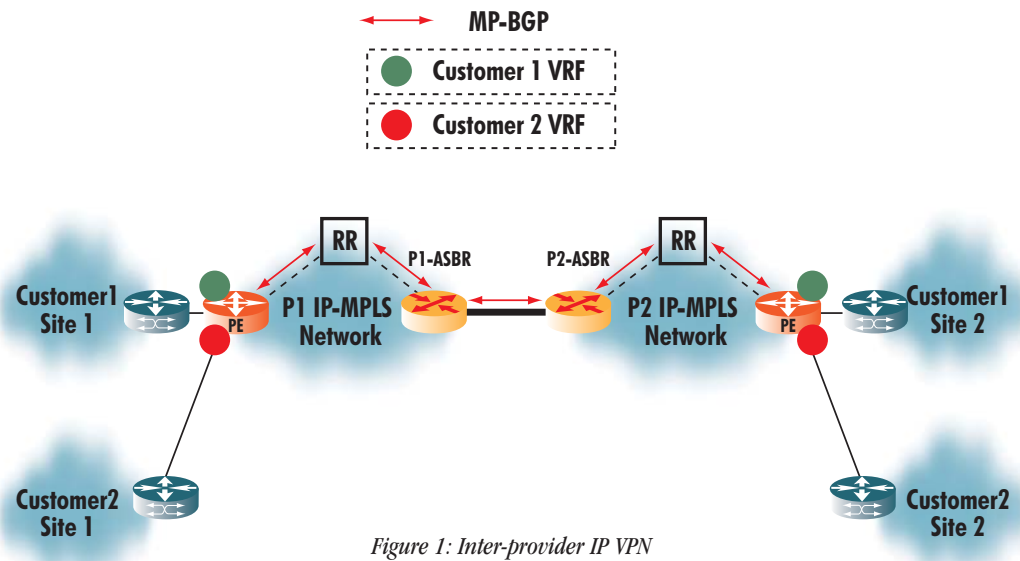 MP-BGP
Customer 1 VRF
Customer 2 VRF
RR
RR
P1-ASBR
P2-ASBR
Customer1
Site 1
PE
P1 IP-MPLS
Network
P2 IP-MPLS
Network
PE
Customer1
Site 2
Customer2
Site 1
Customer2
Site 2
Figure 1: Inter-provider IP VPN